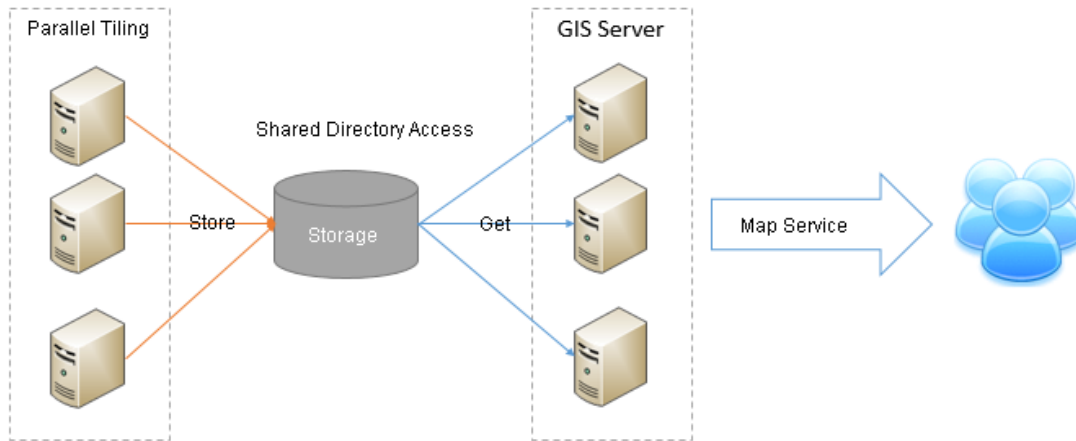 Parallel Tiling
GIS Server
Shared Directory Access
Store
Storage
Get
Map Service